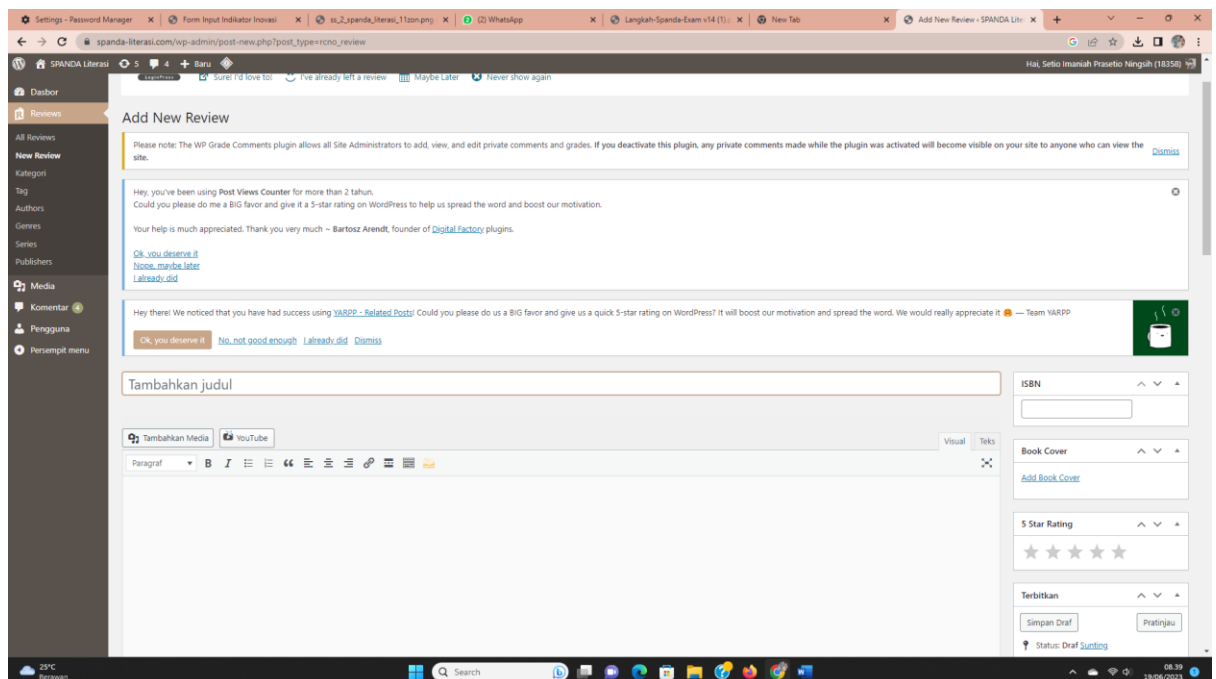 Settings - Password Manager
Form Input Indikator Inovasi
ss_2_spanda_literasi_11zon.png
(2) WhatsApp
Langkah-Spanda-Exam v14 (1).
New Tab
Add New Review ‹ SPANDA Liter
spanda-literasi.com/wp-admin/post-new.php?post_type=rcno_review
SPANDA Literasi 5 4 + Baru
Hai, Setio Imaniah Prasetio Ningsih (18358)
LoginPress Sure! I'd love to! I've already left a review Maybe Later Never show again
Dasbor
Reviews
All Reviews
New Review
Kategori
Tag
Authors
Genres
Series
Publishers
Media
Komentar 4
Pengguna
Persempit menu
Add New Review
Please note: The WP Grade Comments plugin allows all Site Administrators to add, view, and edit private comments and grades. If you deactivate this plugin, any private comments made while the plugin was activated will become visible on your site to anyone who can view the
site.
Dismiss
Hey, you've been using Post Views Counter for more than 2 tahun.
Could you please do me a BIG favor and give it a 5-star rating on WordPress to help us spread the word and boost our motivation.
Your help is much appreciated. Thank you very much ~ Bartosz Arendt, founder of Digital Factory plugins.
Ok, you deserve it
Nope, maybe later
I already did
Hey there! We noticed that you have had success using YARPP - Related Posts! Could you please do us a BIG favor and give us a quick 5-star rating on WordPress? It will boost our motivation and spread the word. We would really appreciate it 🤗 — Team YARPP
Ok, you deserve it No, not good enough I already did Dismiss
Tambahkan judul
Tambahkan Media YouTube
Visual Teks
Paragraf B I
ISBN
Book Cover
Add Book Cover
5 Star Rating
Terbitkan
Simpan Draf Pratinjau
Status: Draf Sunting
25°C
Berawan
Search
08.39
19/06/2023